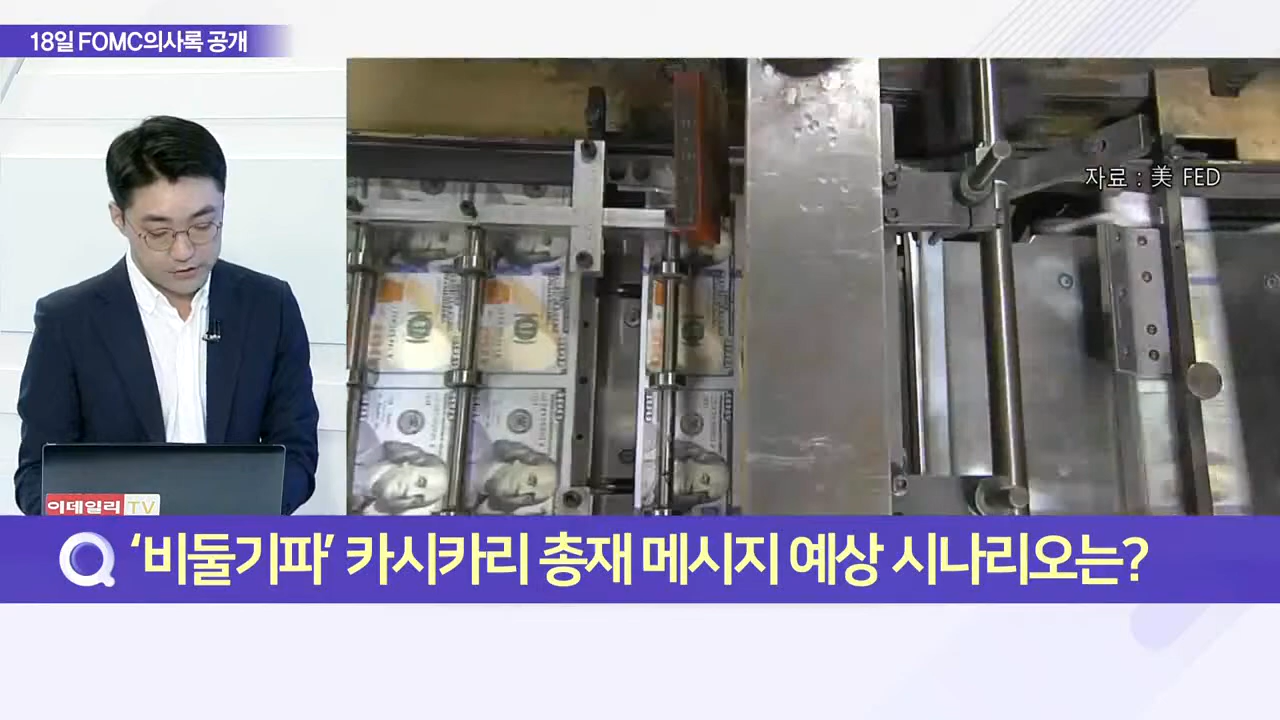 18일 FOMC의사록 공개
자료 : 美 FED
이데일리 TV
Q ‘비둘기파’ 카시카리 총재 메시지 예상 시나리오는?